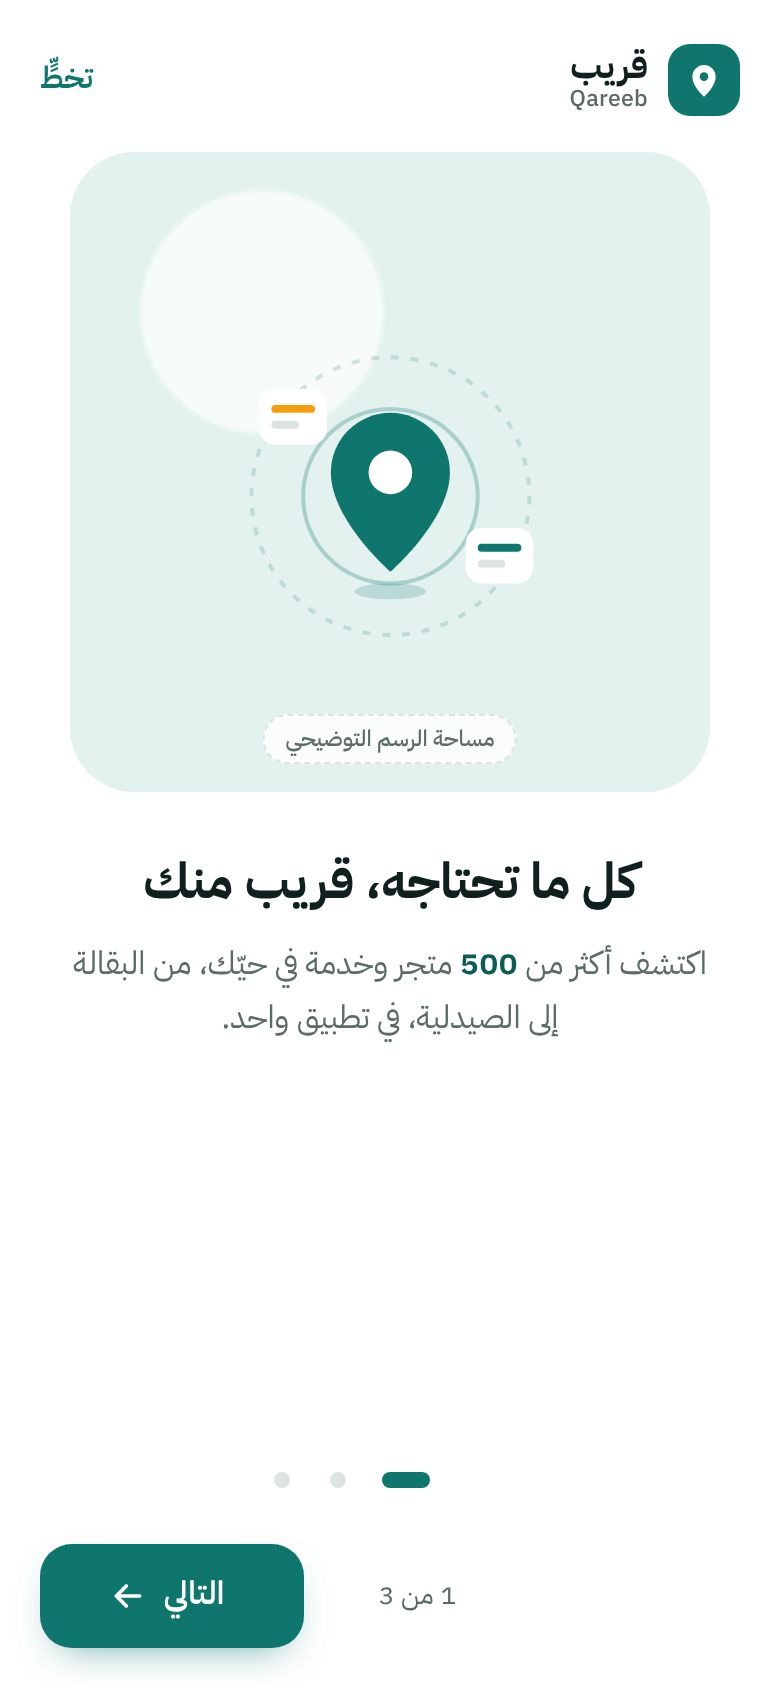 قريب
Qareeb
تخطٍّ
مساحة الرسم التوضيحي
كل ما تحتاجه، قريب منك
اكتشف أكثر من 500 متجر وخدمة في حيّك، من البقالة
إلى الصيدلية، في تطبيق واحد.
1 من 3
التالي